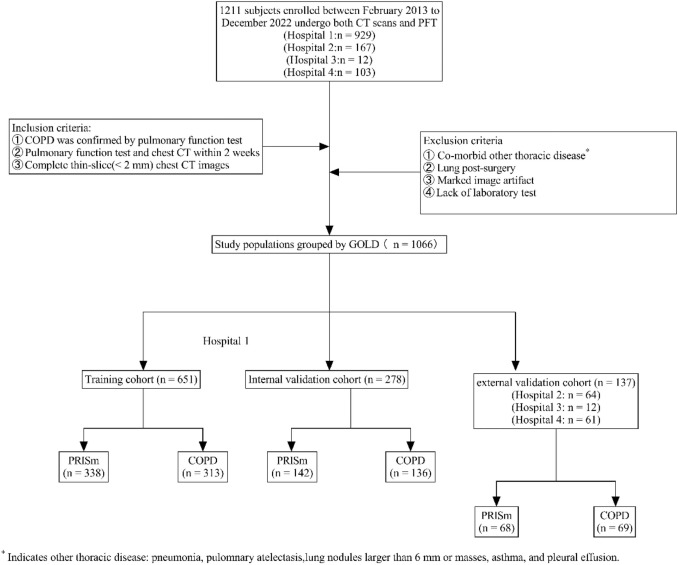 1211 subjects enrolled between February 2013 to
December 2022 undergo both CT scans and PFT
(Hospital 1:n = 929)
(Hospital 2:n = 167)
(Hospital 3:n = 12)
(Hospital 4:n = 103)
Inclusion criteria:
① COPD was confirmed by pulmonary function test
② Pulmonary function test and chest CT within 2 weeks
③ Complete thin-slice(< 2 mm) chest CT images
Exclusion criteria
① Co-morbid other thoracic disease*
② Lung post-surgery
③ Marked image artifact
④ Lack of laboratory test
Study populations grouped by GOLD ( n = 1066)
Hospital 1
Training cohort (n = 651)
Internal validation cohort (n = 278)
external validation cohort (n = 137)
(Hospital 2: n = 64)
(Hospital 3: n = 12)
(Hospital 4: n = 61)
PRISm
(n = 338)
COPD
(n = 313)
PRISm
(n = 142)
COPD
(n = 136)
PRISm
(n = 68)
COPD
(n = 69)
* Indicates other thoracic disease: pneumonia, pulomnary atelectasis,lung nodules larger than 6 mm or masses, asthma, and pleural effusion.